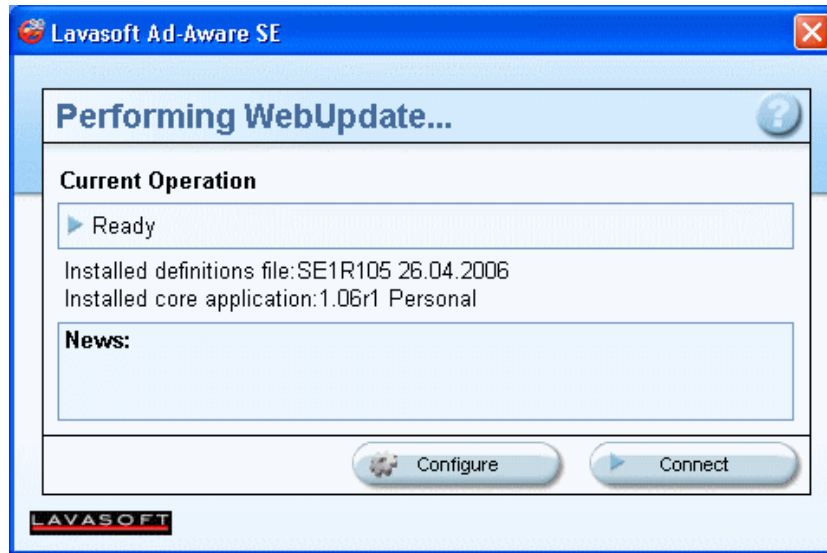 Lavasoft Ad-Aware SE
Performing WebUpdate...
?
Current Operation
Ready
Installed definitions file:SE1R105 26.04.2006
Installed core application:1.06r1 Personal
News:
Configure
Connect
LAVASOFT